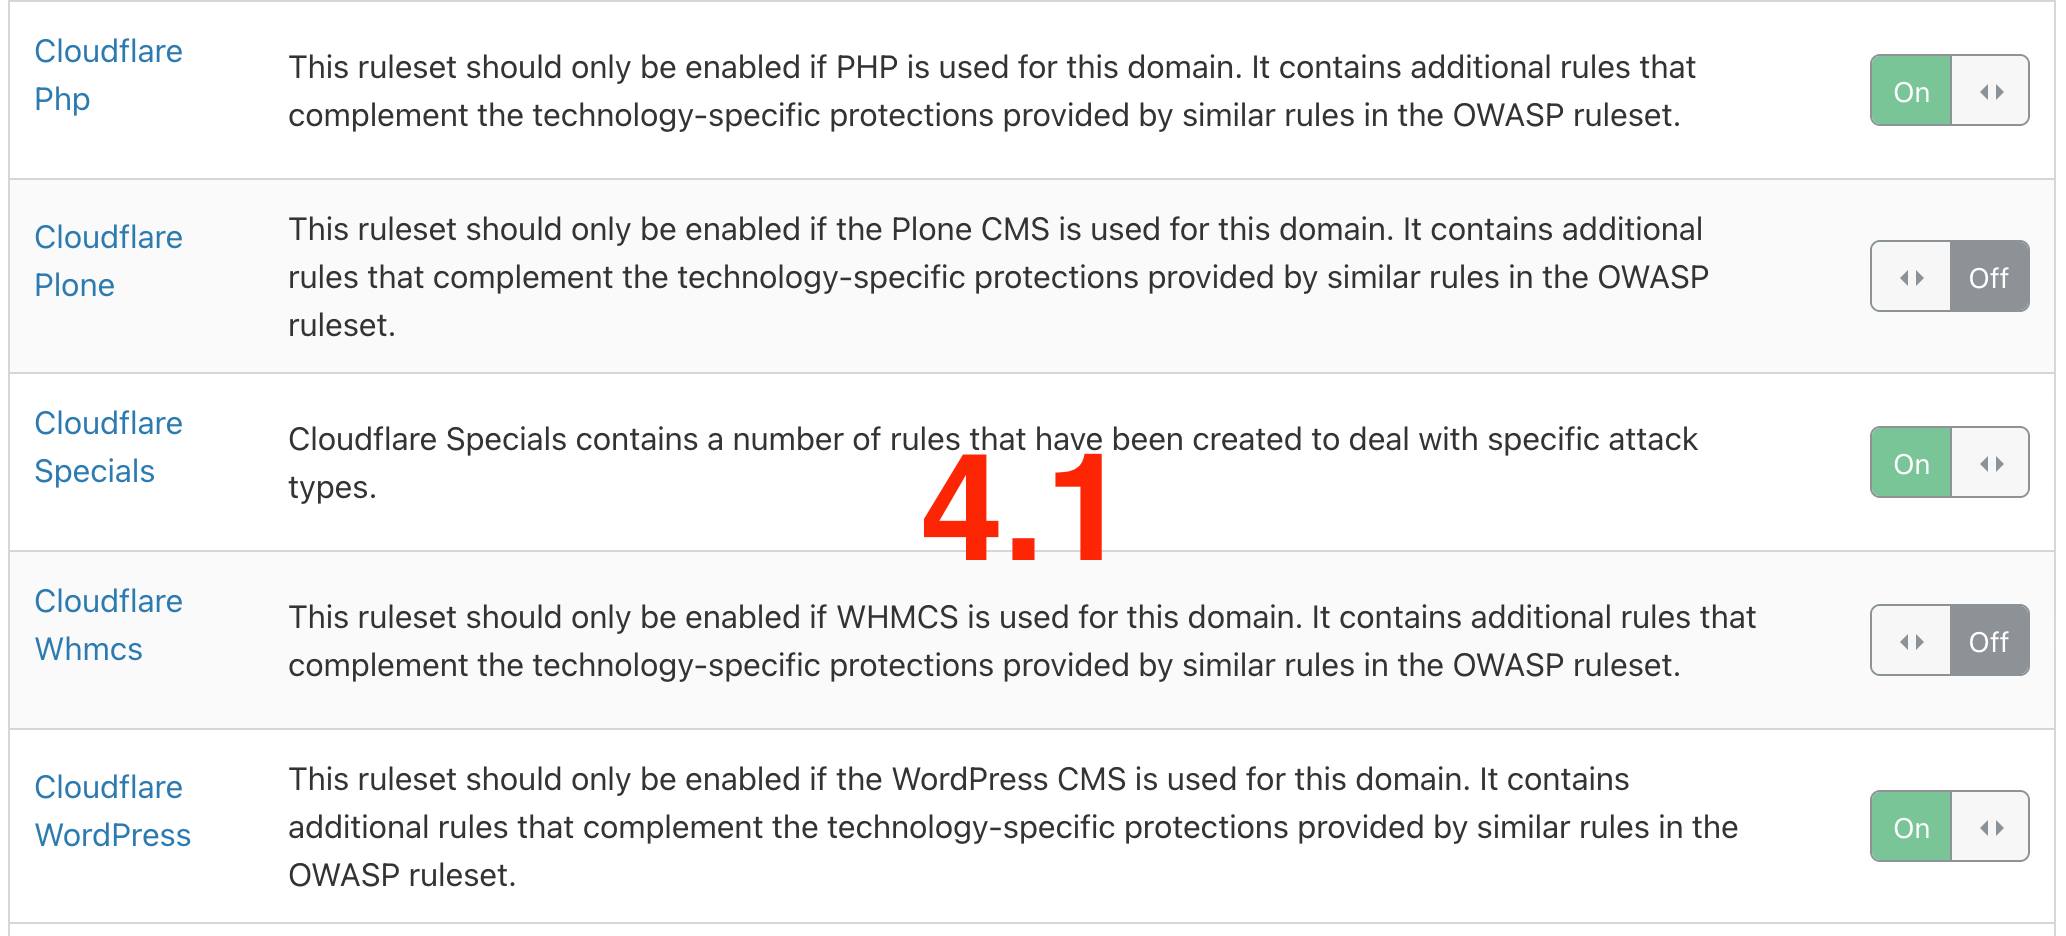 Cloudflare
Php
This ruleset should only be enabled if PHP is used for this domain. It contains additional rules that
complement the technology-specific protections provided by similar rules in the OWASP ruleset.
On
Cloudflare
Plone
This ruleset should only be enabled if the Plone CMS is used for this domain. It contains additional
rules that complement the technology-specific protections provided by similar rules in the OWASP
ruleset.
Off
Cloudflare
Specials
Cloudflare Specials contains a number of rules that have been created to deal with specific attack
types.
On
4.1
Cloudflare
Whmcs
This ruleset should only be enabled if WHMCS is used for this domain. It contains additional rules that
complement the technology-specific protections provided by similar rules in the OWASP ruleset.
Off
Cloudflare
WordPress
This ruleset should only be enabled if the WordPress CMS is used for this domain. It contains
additional rules that complement the technology-specific protections provided by similar rules in the
OWASP ruleset.
On